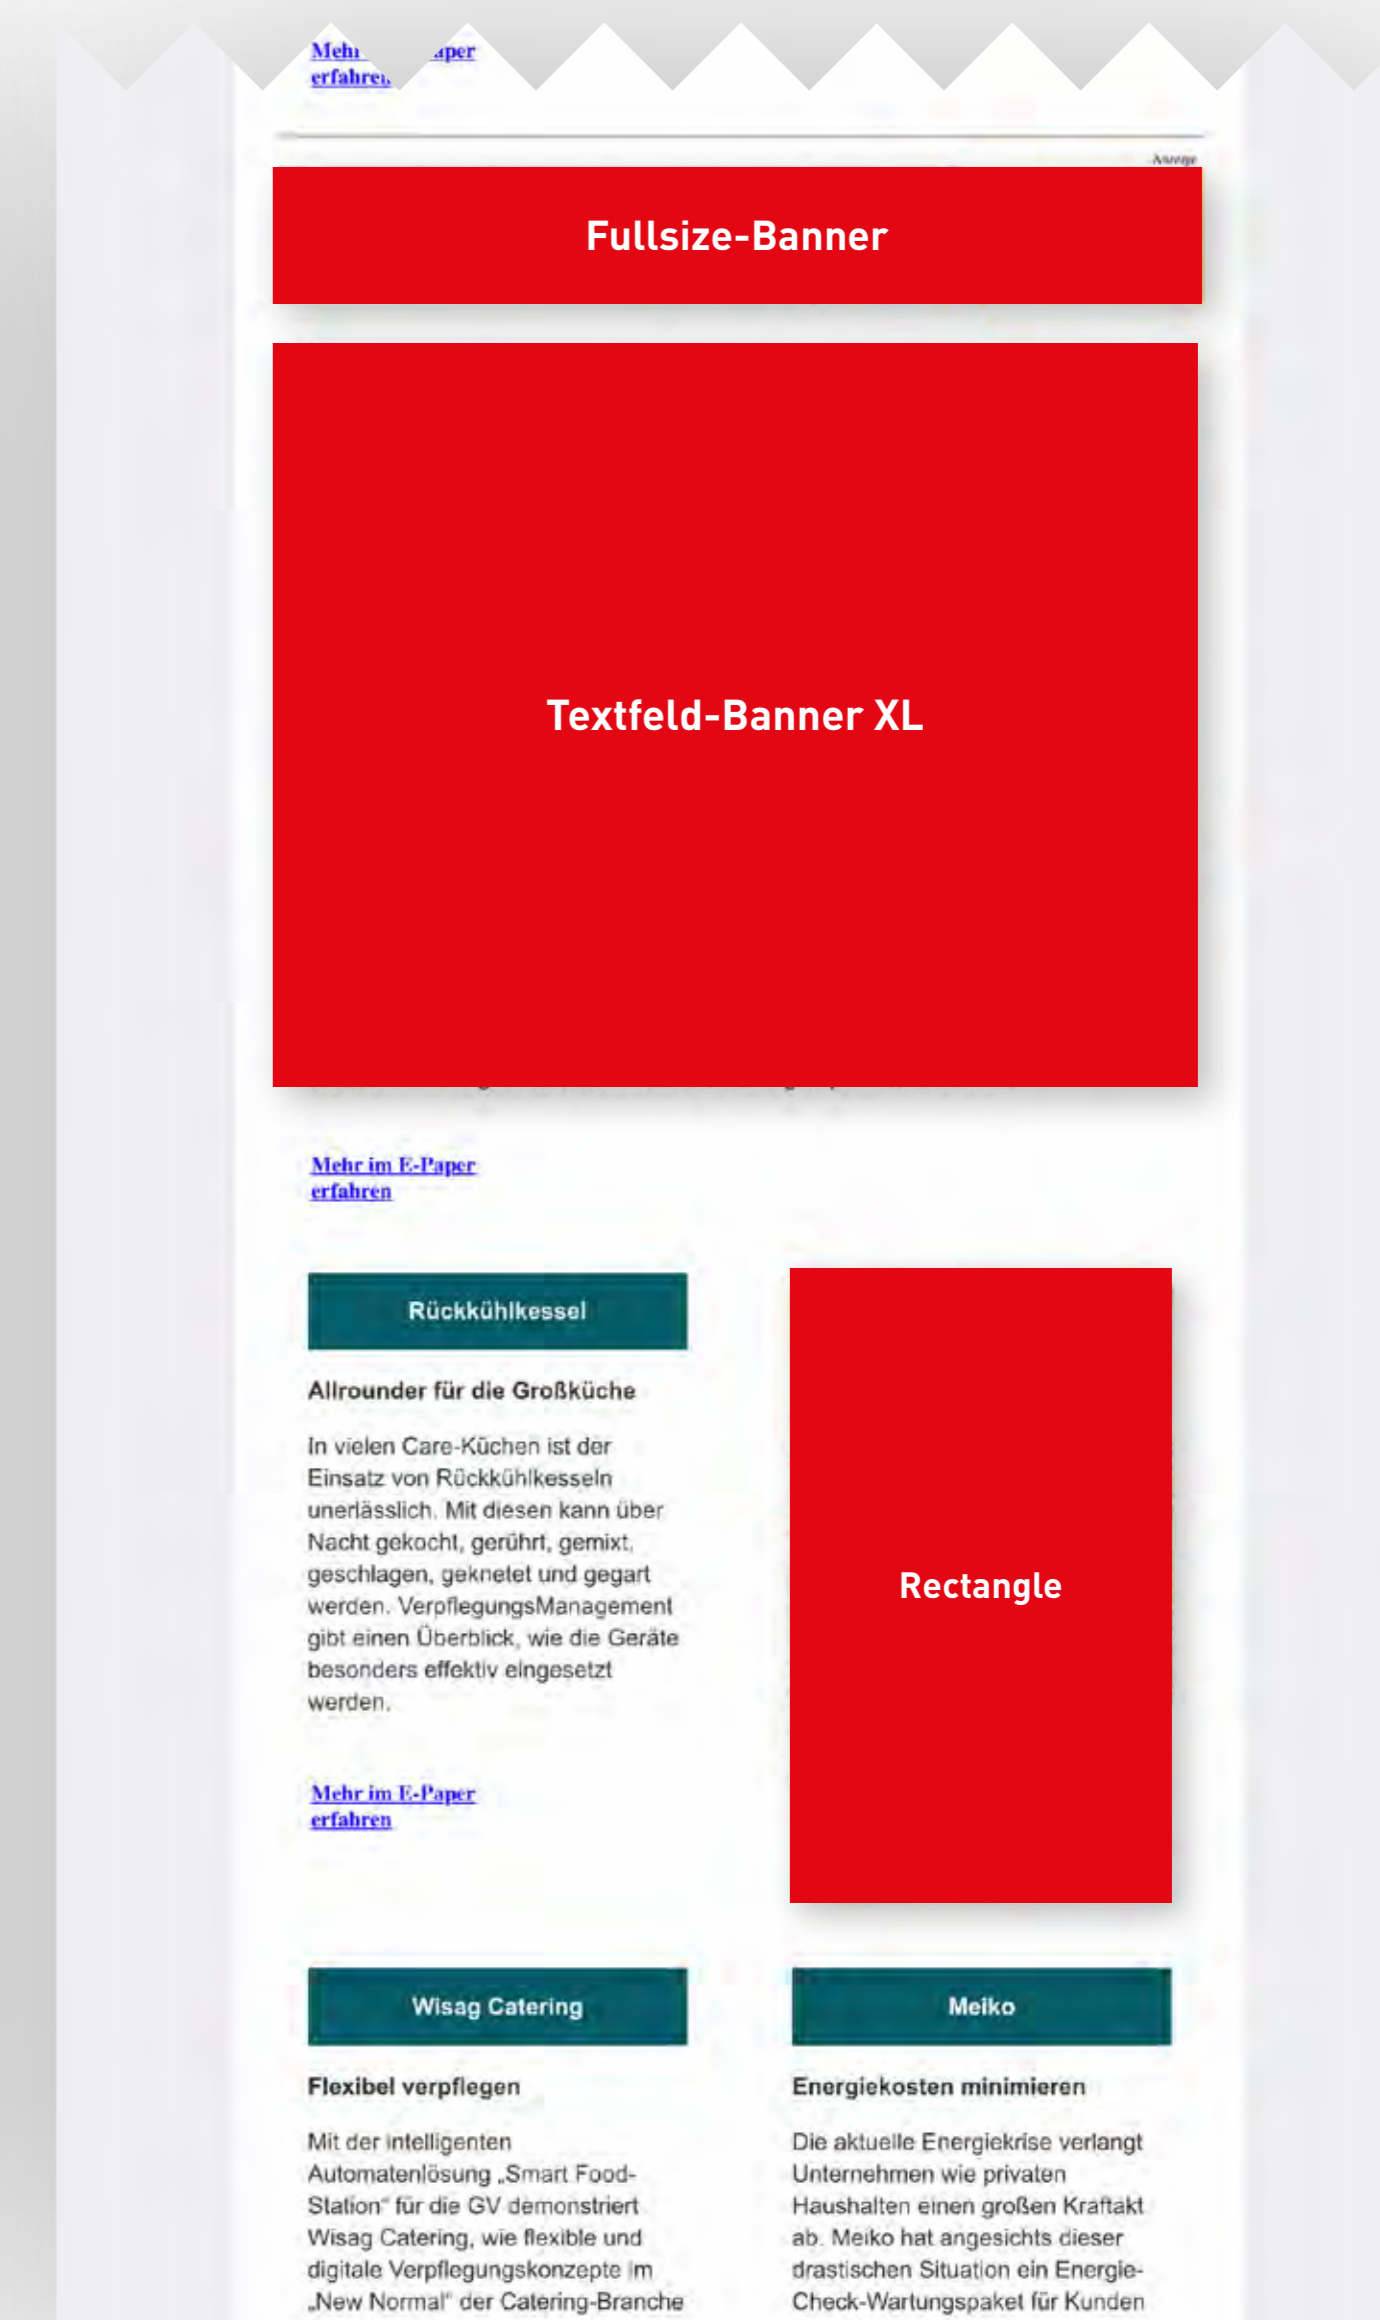 erfahren
Anzeige
Fullsize-Banner
Textfeld-Banner XL
Mehr im E-Paper
erfahren
Rückkühlkessel
Allrounder für die Großküche
In vielen Care-Küchen ist der
Einsatz von Rückkühlkesseln
unerlässlich. Mit diesen kann über
Nacht gekocht, gerührt, gemixt,
geschlagen, geknetet und gegart
werden. VerpflegungsManagement
gibt einen Überblick, wie die Geräte
besonders effektiv eingesetzt
werden.
Mehr im E-Paper
erfahren
Rectangle
Wisag Catering
Flexibel verpflegen
Mit der intelligenten
Automatenlösung „Smart Food-
Station“ für die GV demonstriert
Wisag Catering, wie flexible und
digitale Verpflegungskonzepte im
„New Normal“ der Catering-Branche
Meiko
Energiekosten minimieren
Die aktuelle Energiekrise verlangt
Unternehmen wie privaten
Haushalten einen großen Kraftakt
ab. Meiko hat angesichts dieser
drastischen Situation ein Energie-
Check-Wartungspaket für Kunden